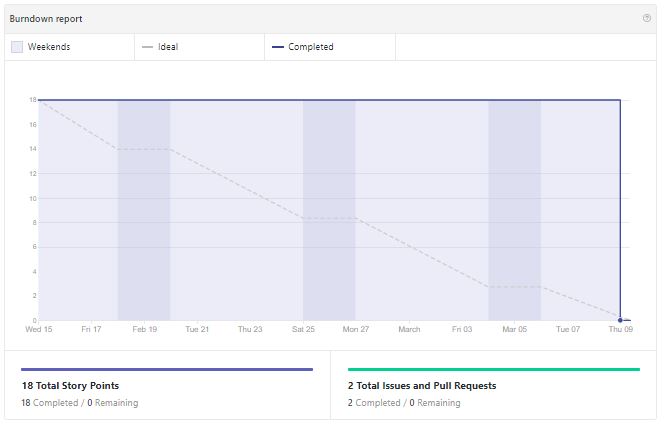 Burndown report
Weekends
Ideal
Completed
18
16
14
12
10
8
6
4
2
0
Wed 15 Fri 17 Feb 19 Tue 21 Thu 23 Sat 25 Mon 27 March Fri 03 Mar 05 Tue 07 Thu 09
18 Total Story Points
18 Completed / 0 Remaining
2 Total Issues and Pull Requests
2 Completed / 0 Remaining